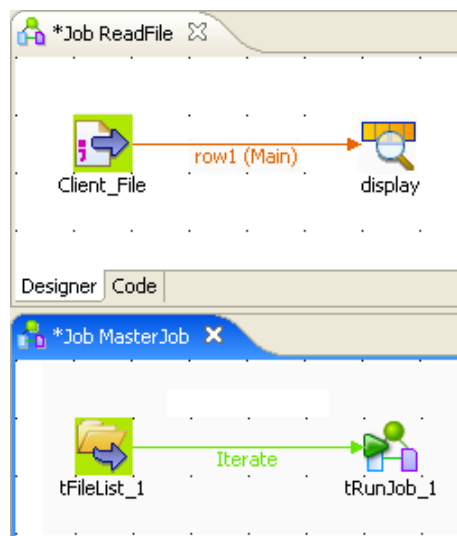 *Job ReadFile
row1 (Main)
Client_File
display
Designer
Code
*Job MasterJob
Iterate
tFileList_1
tRunJob_1